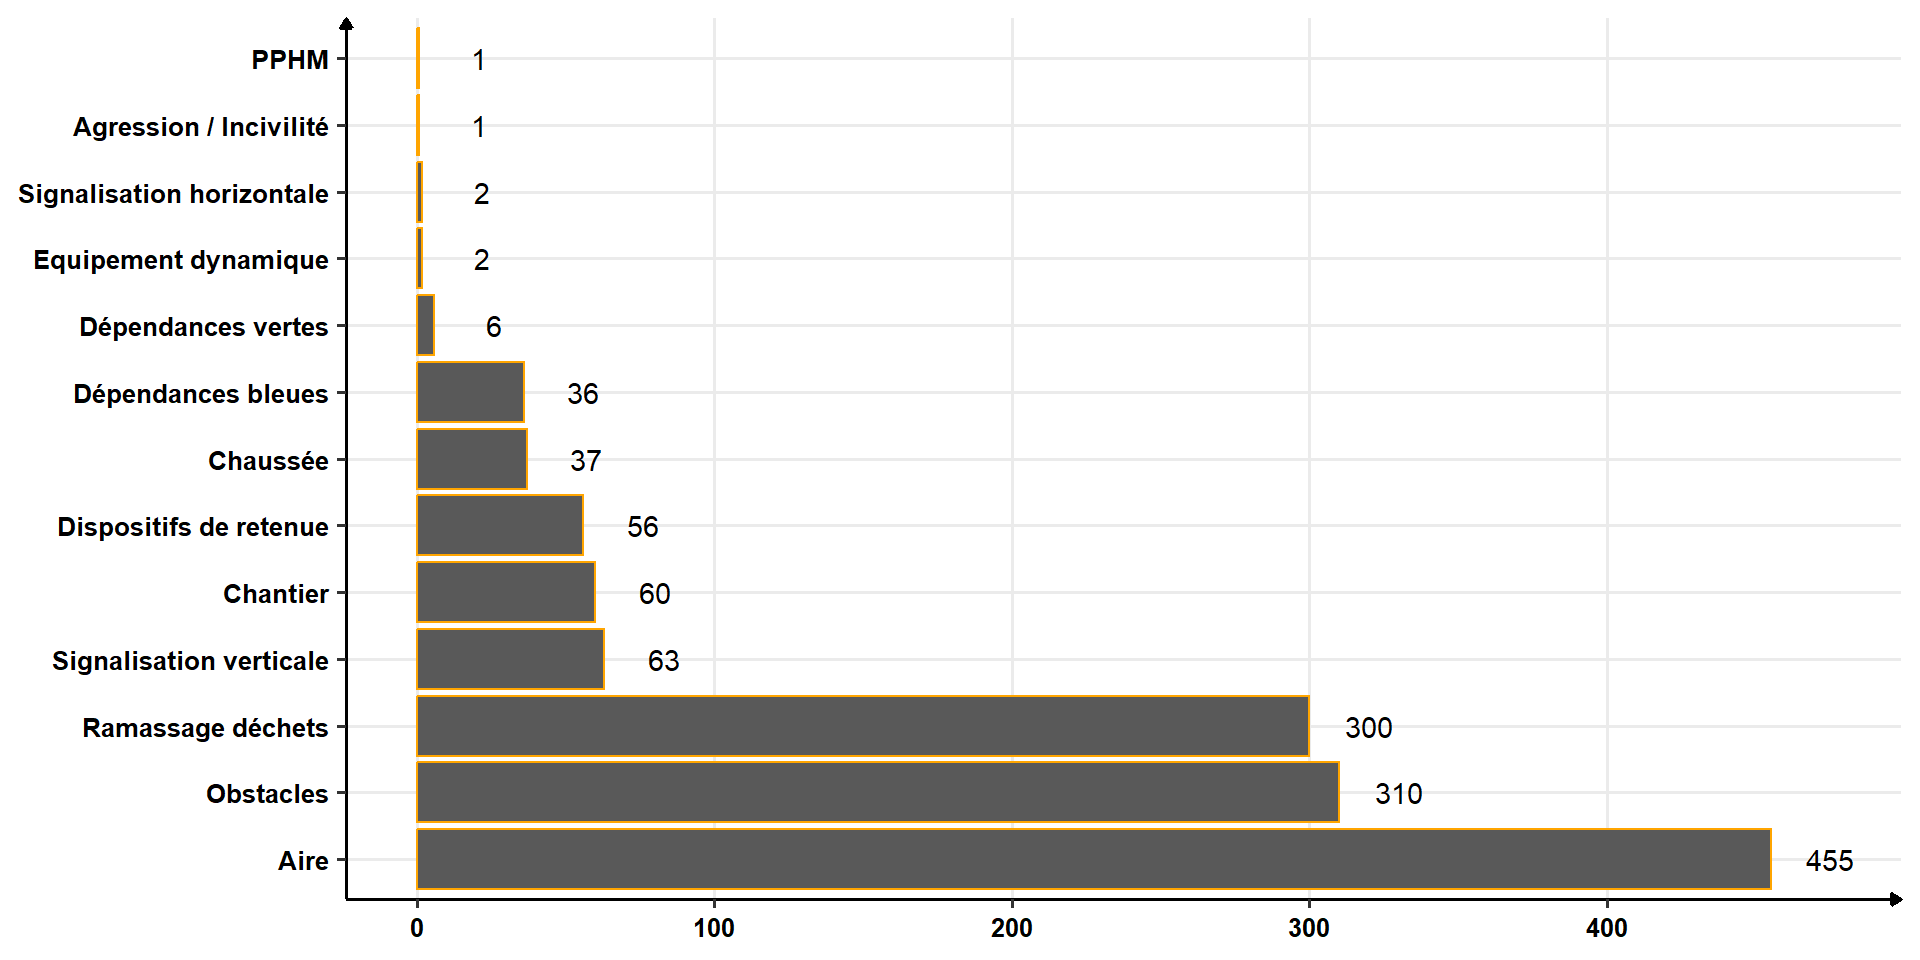 PPHM 1
Agression / Incivilité 1
Signalisation horizontale 2
Equipement dynamique 2
Dépendances vertes 6
Dépendances bleues 36
Chaussée 37
Dispositifs de retenue 56
Chantier 60
Signalisation verticale 63
Ramassage déchets 300
Obstacles 310
Aire 455
0 100 200 300 400